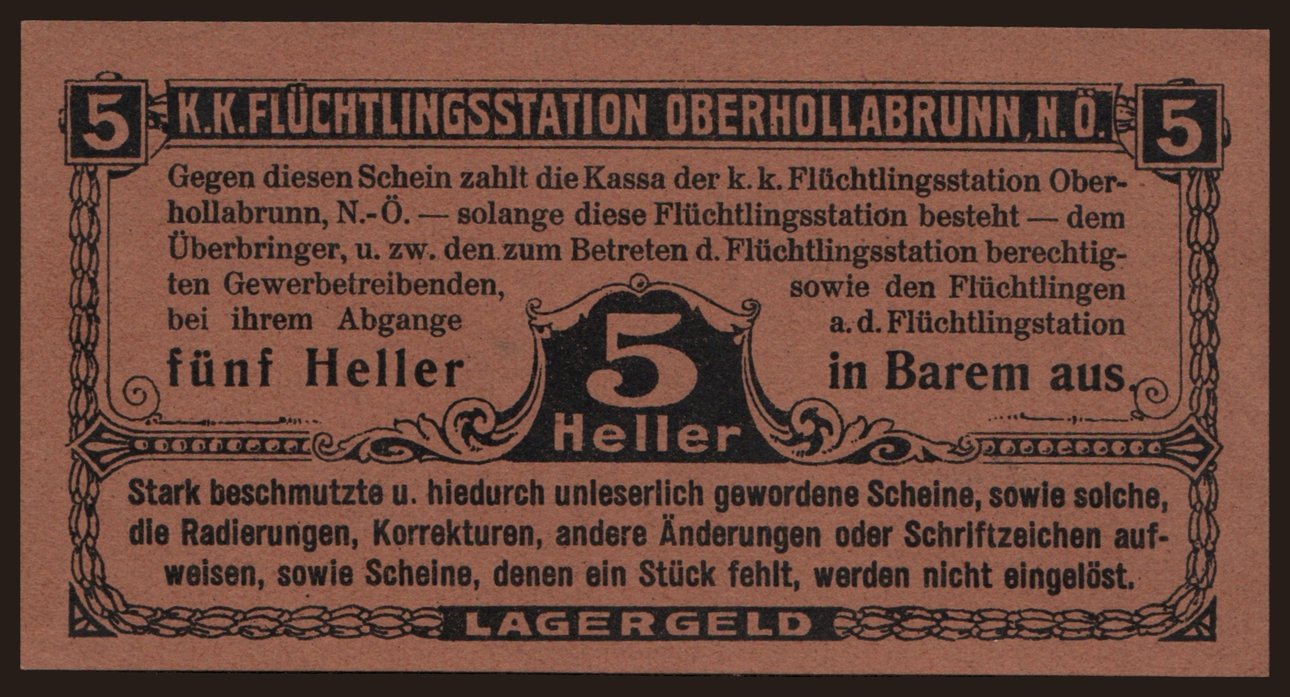 5 K.K.FLÜCHTLINGSSTATION OBERHOLLABRUNN, N.Ö. 5
Gegen diesen Schein zahlt die Kassa der k. k. Flüchtlingsstation Ober-
hollabrunn, N.-Ö. — solange diese Flüchtlingsstation besteht — dem
Überbringer, u. zw. den zum Betreten d. Flüchtlingsstation berechtig-
ten Gewerbetreibenden, sowie den Flüchtlingen
bei ihrem Abgange a. d. Flüchtlingstation
fünf Heller in Barem aus.
5
Heller
Stark beschmutzte u. hiedurch unleserlich gewordene Scheine, sowie solche,
die Radierungen, Korrekturen, andere Änderungen oder Schriftzeichen auf-
weisen, sowie Scheine, denen ein Stück fehlt, werden nicht eingelöst.
LAGERGELD